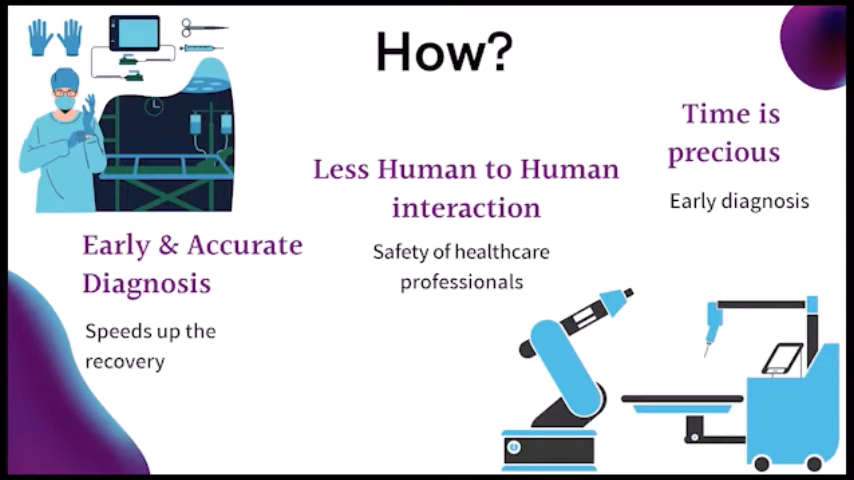 How?
Early & Accurate
Diagnosis
Speeds up the
recovery
Less Human to Human
interaction
Safety of healthcare
professionals
Time is
precious
Early diagnosis